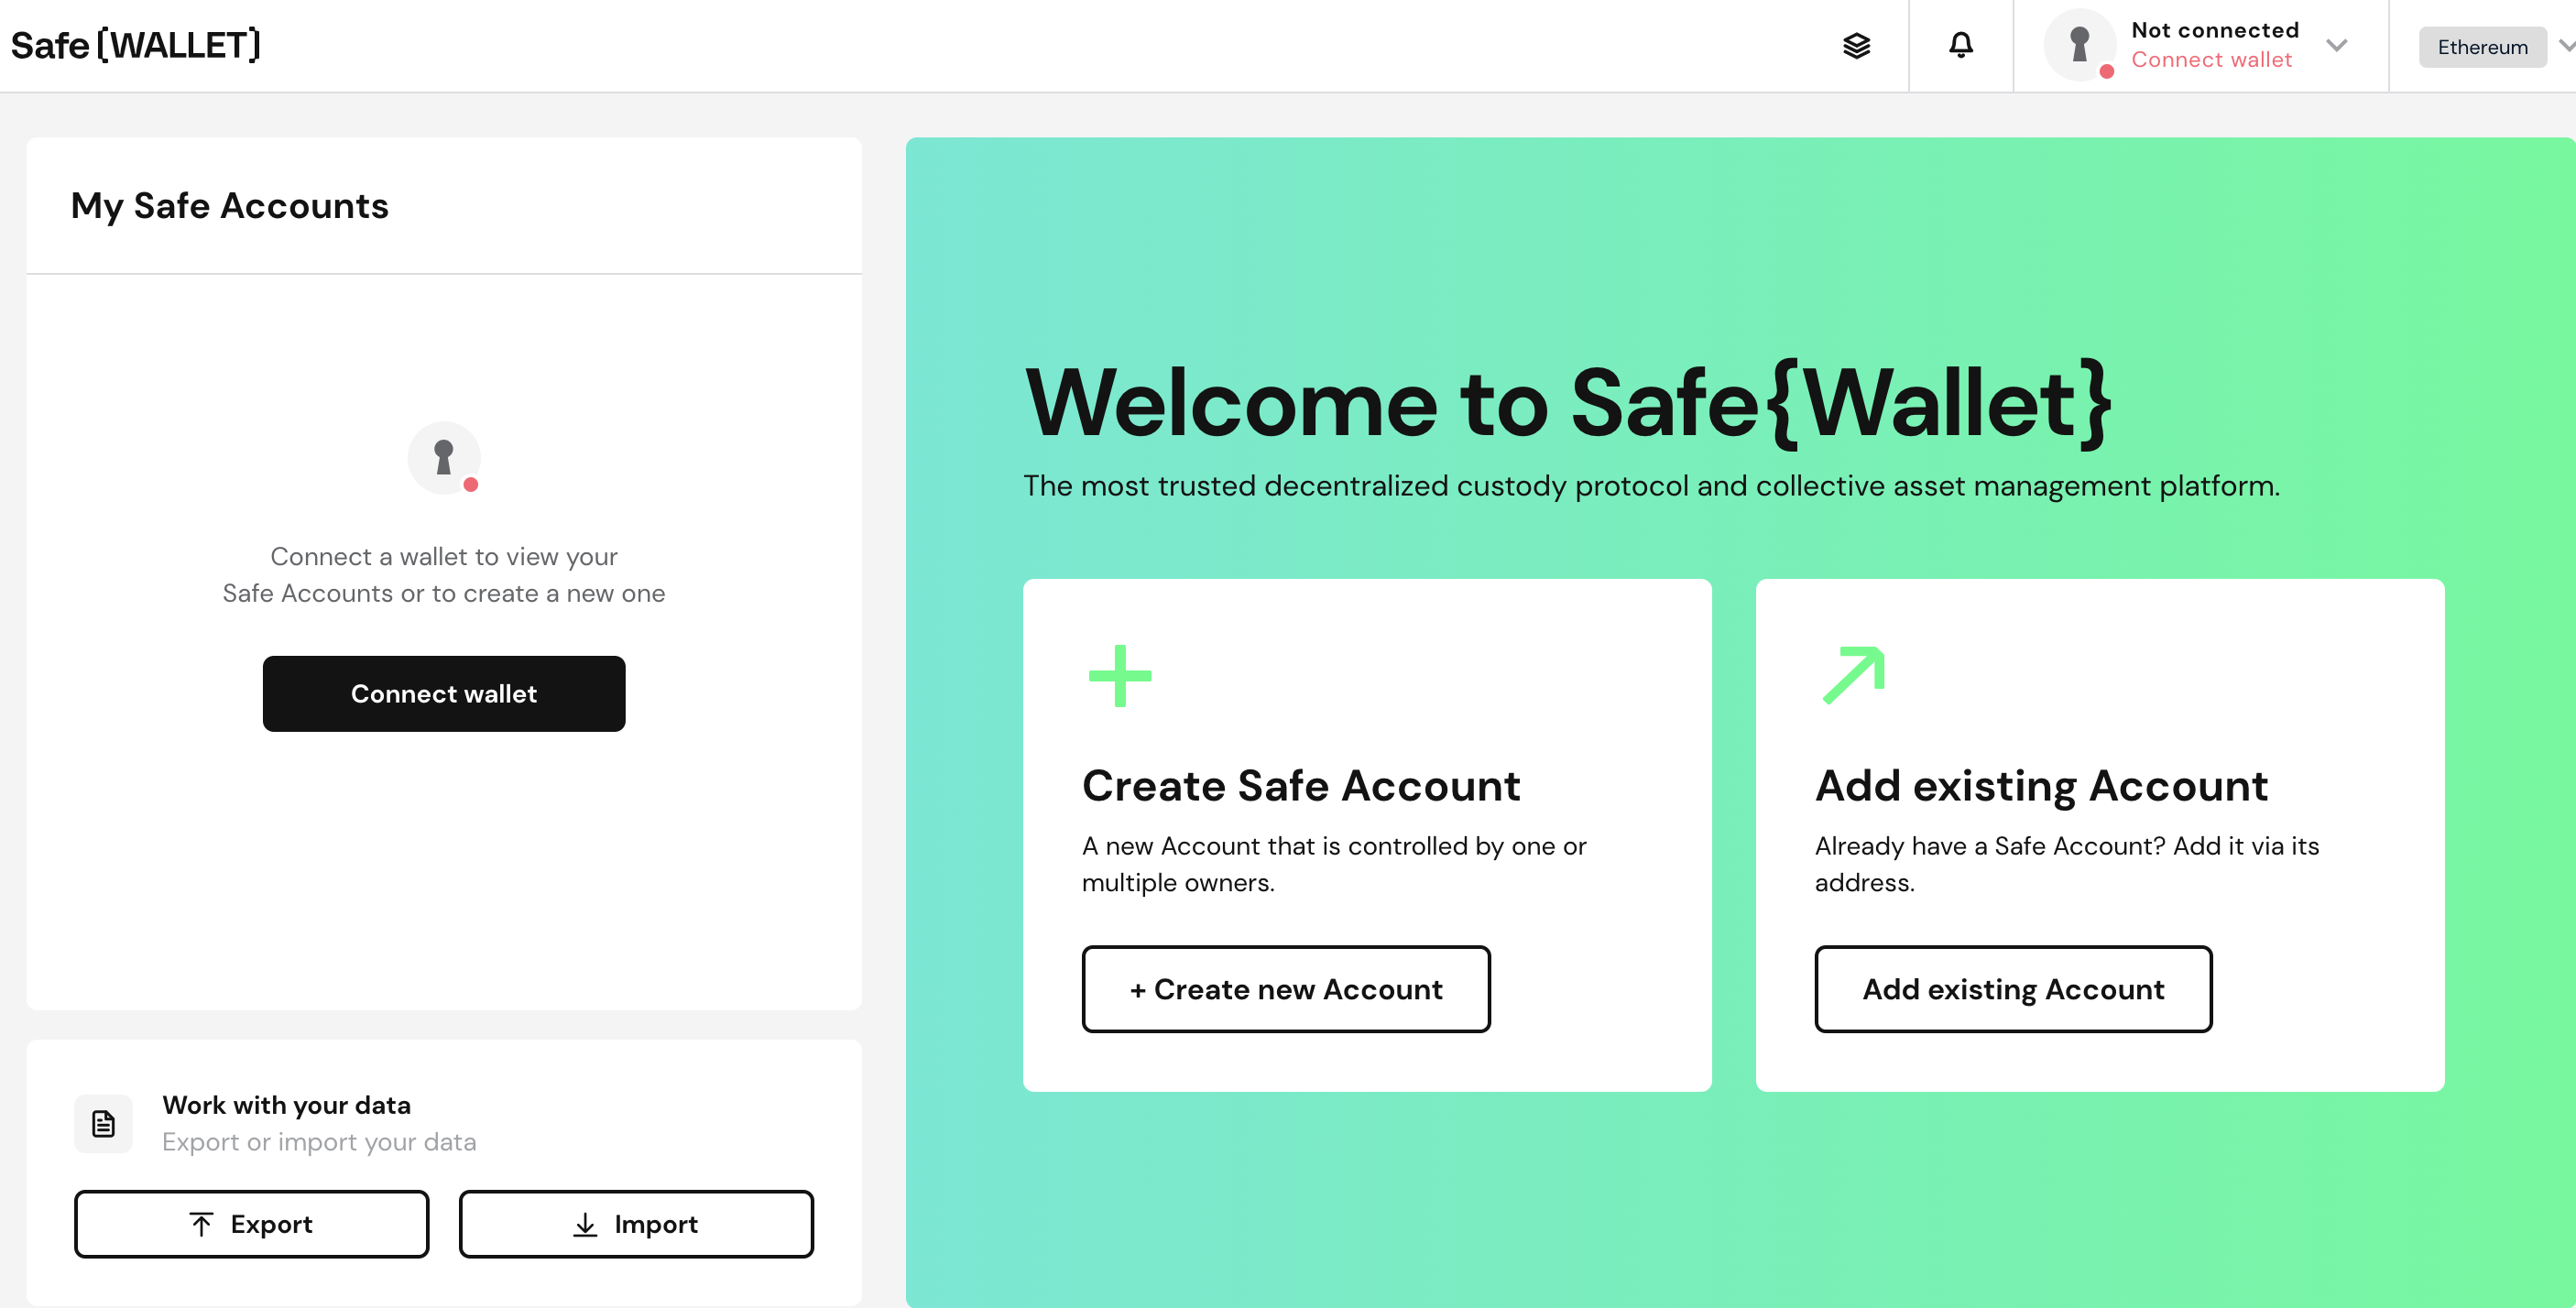 Safe{WALLET}
Not connected
Connect wallet
Ethereum
My Safe Accounts
Connect a wallet to view your
Safe Accounts or to create a new one
Connect wallet
Work with your data
Export or import your data
Export
Import
Welcome to Safe{Wallet}
The most trusted decentralized custody protocol and collective asset management platform.
Create Safe Account
A new Account that is controlled by one or
multiple owners.
+ Create new Account
Add existing Account
Already have a Safe Account? Add it via its
address.
Add existing Account